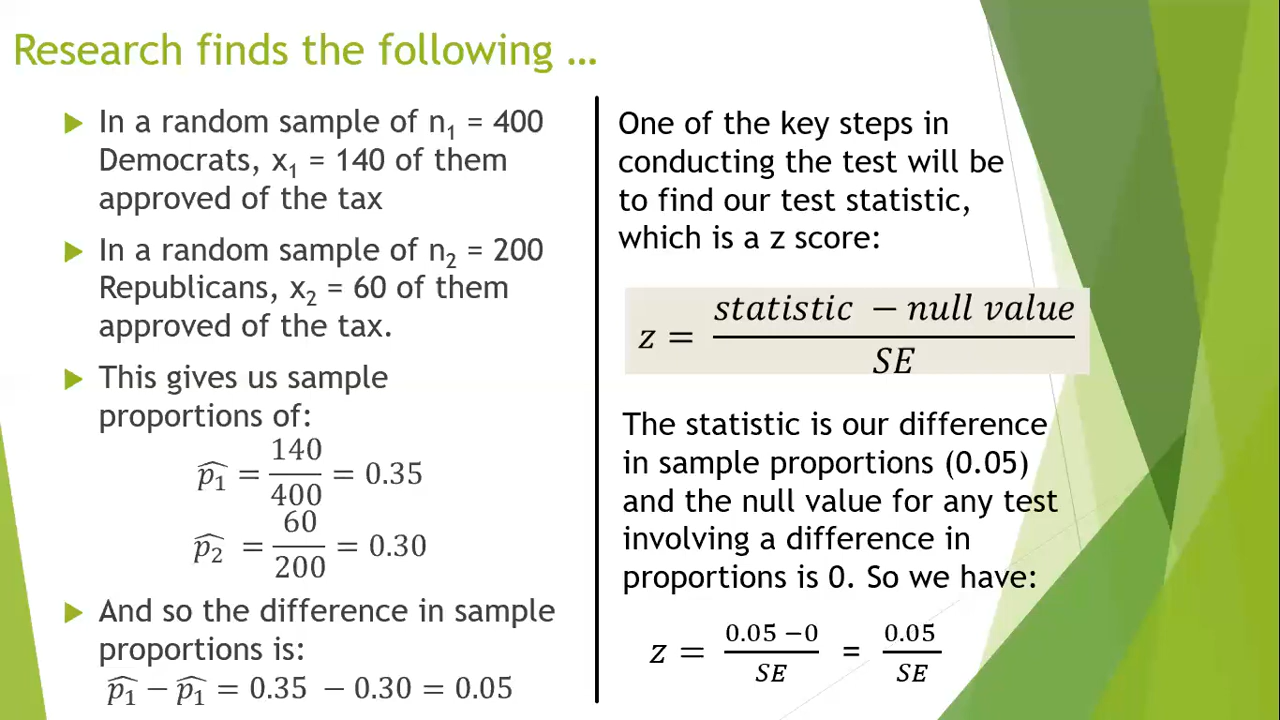 Research finds the following …
In a random sample of n₁ = 400
Democrats, x₁ = 140 of them
approved of the tax
In a random sample of n₂ = 200
Republicans, x₂ = 60 of them
approved of the tax.
This gives us sample
proportions of:
p̂₁ = 140/400 = 0.35
p̂₂ = 60/200 = 0.30
And so the difference in sample
proportions is:
p̂₁ − p̂₁ = 0.35 − 0.30 = 0.05
One of the key steps in
conducting the test will be
to find our test statistic,
which is a z score:
z = (statistic − null value)/SE
The statistic is our difference
in sample proportions (0.05)
and the null value for any test
involving a difference in
proportions is 0. So we have:
z = (0.05 −0)/SE = 0.05/SE